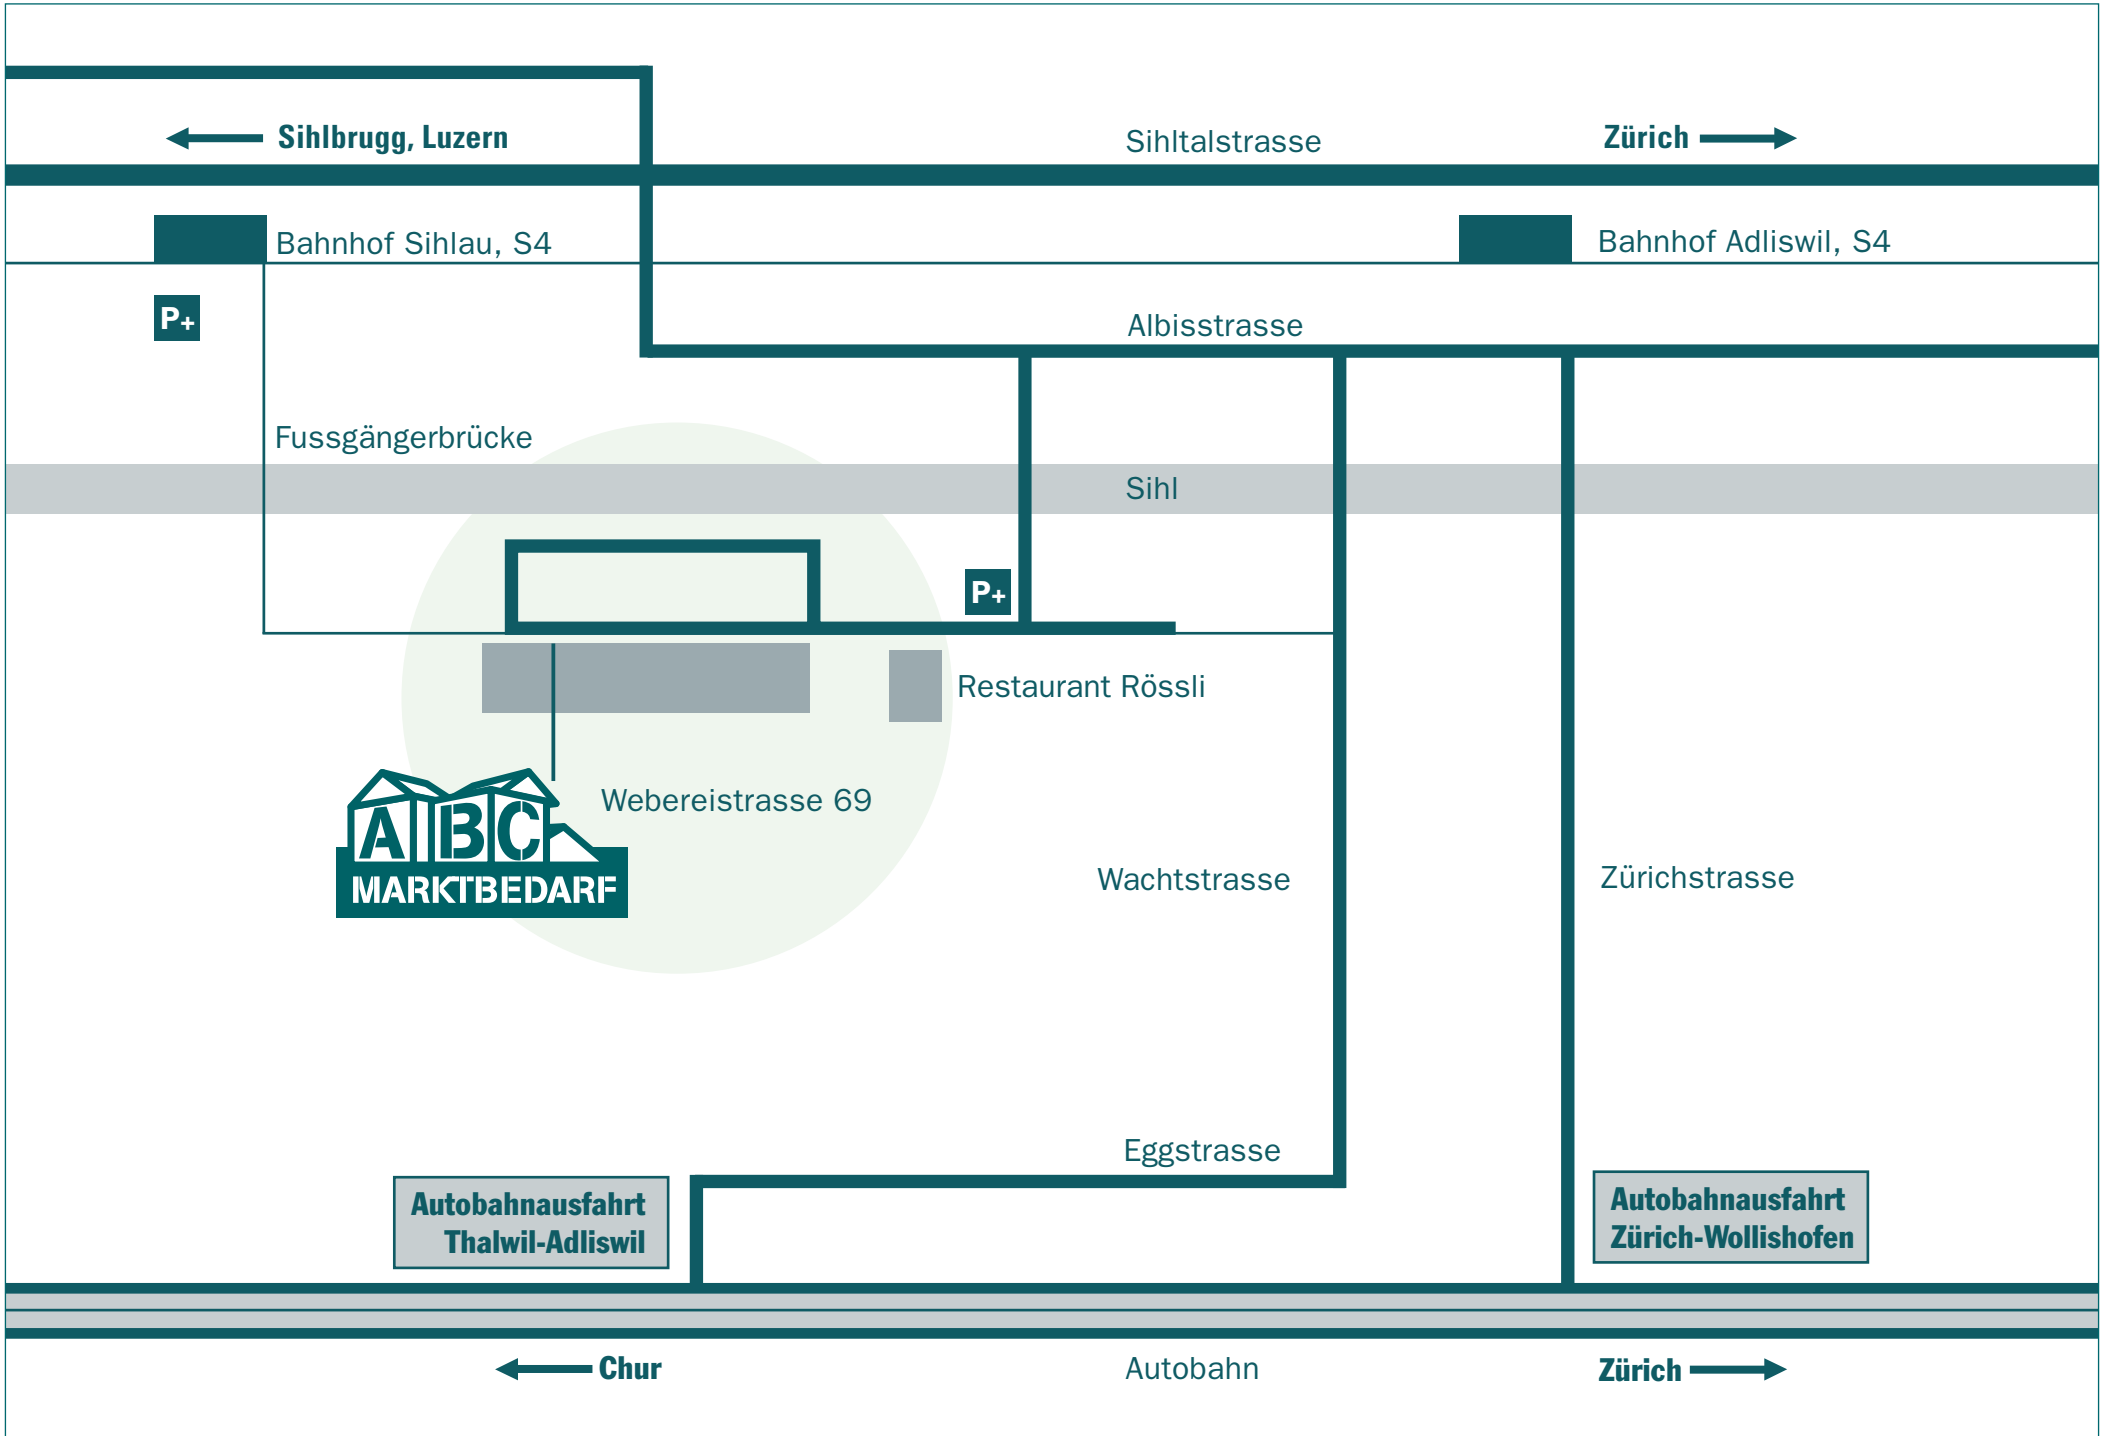 Sihlbrugg, Luzern
Sihltalstrasse
Zürich
Bahnhof Sihlau, S4
Bahnhof Adliswil, S4
P+
Albisstrasse
Fussgängerbrücke
Sihl
P+
Restaurant Rössli
Webereistrasse 69
ABC
MARKTBEDARF
Wachtstrasse
Zürichstrasse
Eggstrasse
Autobahnausfahrt
Thalwil-Adliswil
Autobahnausfahrt
Zürich-Wollishofen
Chur
Autobahn
Zürich